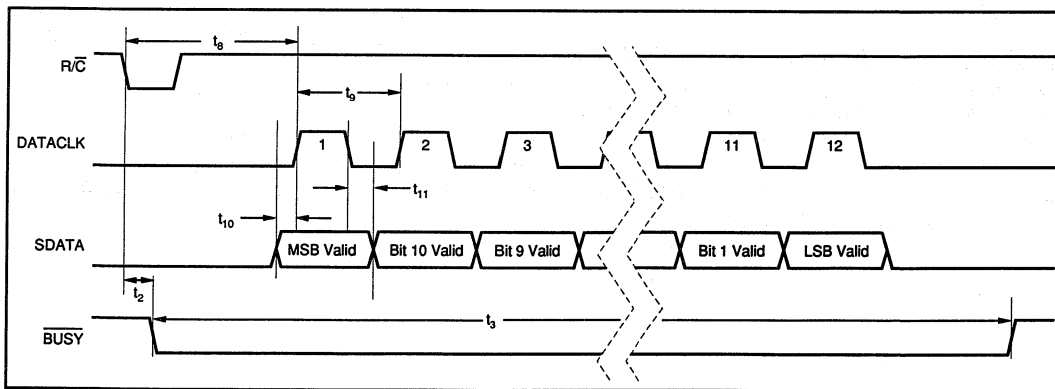 t8
R/C̅
t9
DATACLK
1
2
3
11
12
t11
t10
SDATA
MSB Valid
Bit 10 Valid
Bit 9 Valid
Bit 1 Valid
LSB Valid
t2
t3
B̅U̅S̅Y̅